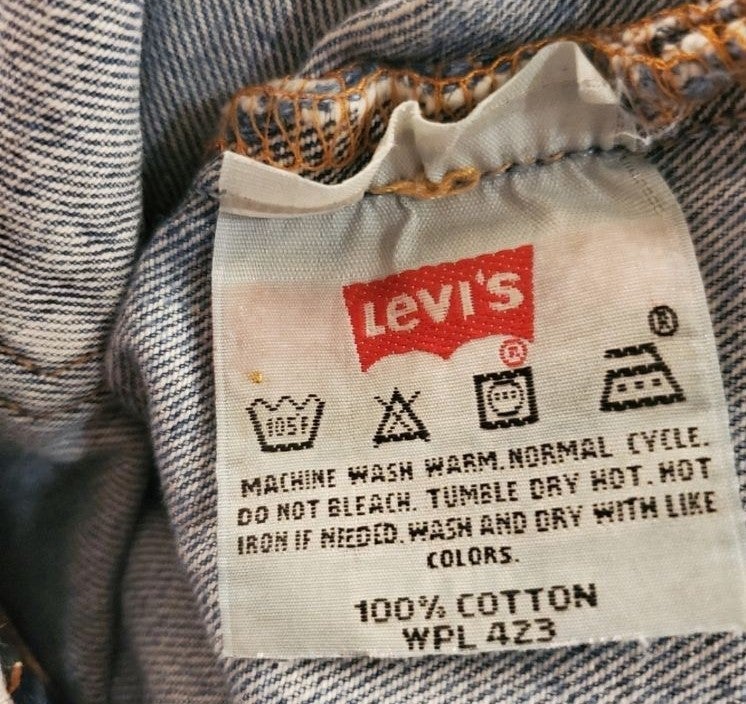 LEVI'S
®
®
105F
MACHINE WASH WARM. NORMAL CYCLE.
DO NOT BLEACH. TUMBLE DRY HOT. HOT
IRON IF NEEDED. WASH AND DRY WITH LIKE
COLORS.
100% COTTON
WPL 423